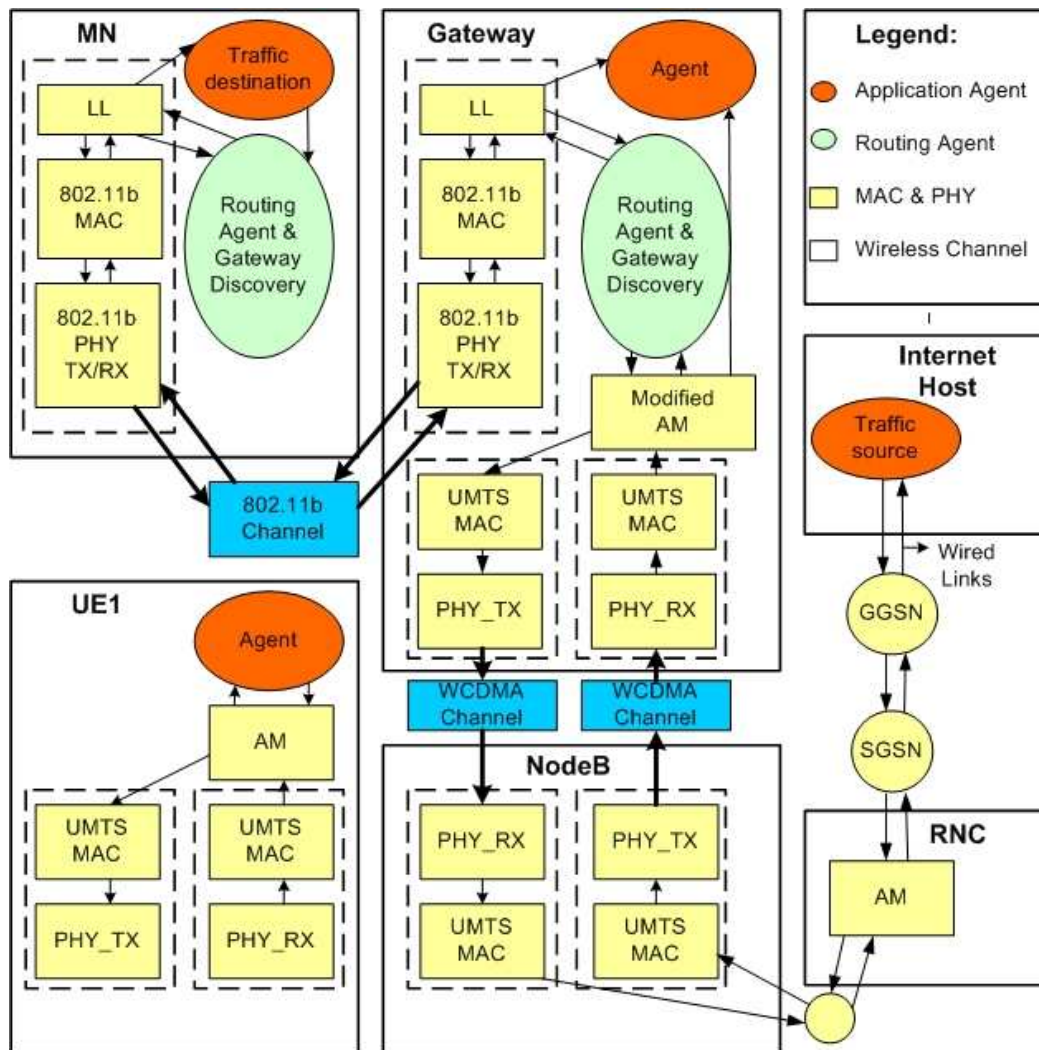 MN
Traffic
destination
LL
802.11b
MAC
Routing
Agent &
Gateway
Discovery
802.11b
PHY
TX/RX
Gateway
Agent
LL
802.11b
MAC
Routing
Agent &
Gateway
Discovery
802.11b
PHY
TX/RX
Modified
AM
UMTS
MAC
UMTS
MAC
PHY_TX
PHY_RX
802.11b
Channel
Legend:
Application Agent
Routing Agent
MAC & PHY
Wireless Channel
Internet
Host
Traffic
source
Wired
Links
GGSN
SGSN
RNC
AM
UE1
Agent
AM
UMTS
MAC
UMTS
MAC
PHY_TX
PHY_RX
WCDMA
Channel
WCDMA
Channel
NodeB
PHY_RX
PHY_TX
UMTS
MAC
UMTS
MAC